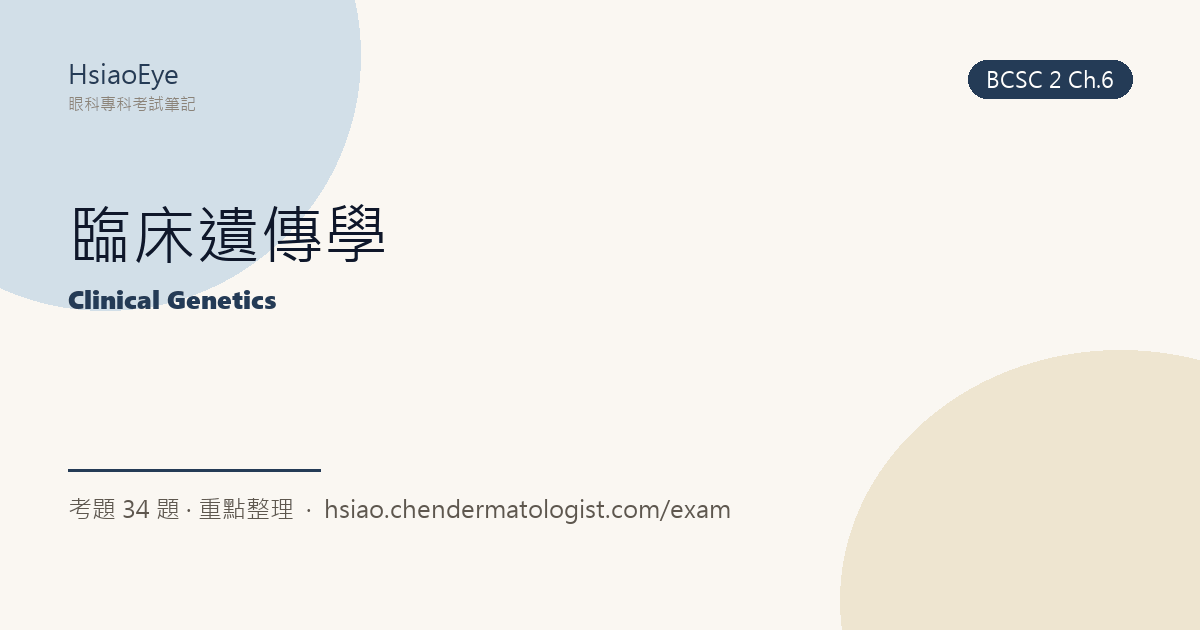 HsiaoEye
眼科專科考試筆記
BCSC 2 Ch.6
臨床遺傳學
Clinical Genetics
考題 34 題 · 重點整理 · hsiao.chendermatologist.com/exam